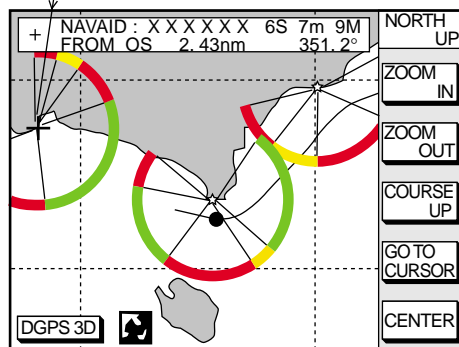 + NAVAID : X X X X X X 6S 7m 9M
FROM OS 2. 43nm 351. 2°
NORTH
UP
ZOOM
IN
ZOOM
OUT
COURSE
UP
GO TO
CURSOR
CENTER
DGPS 3D